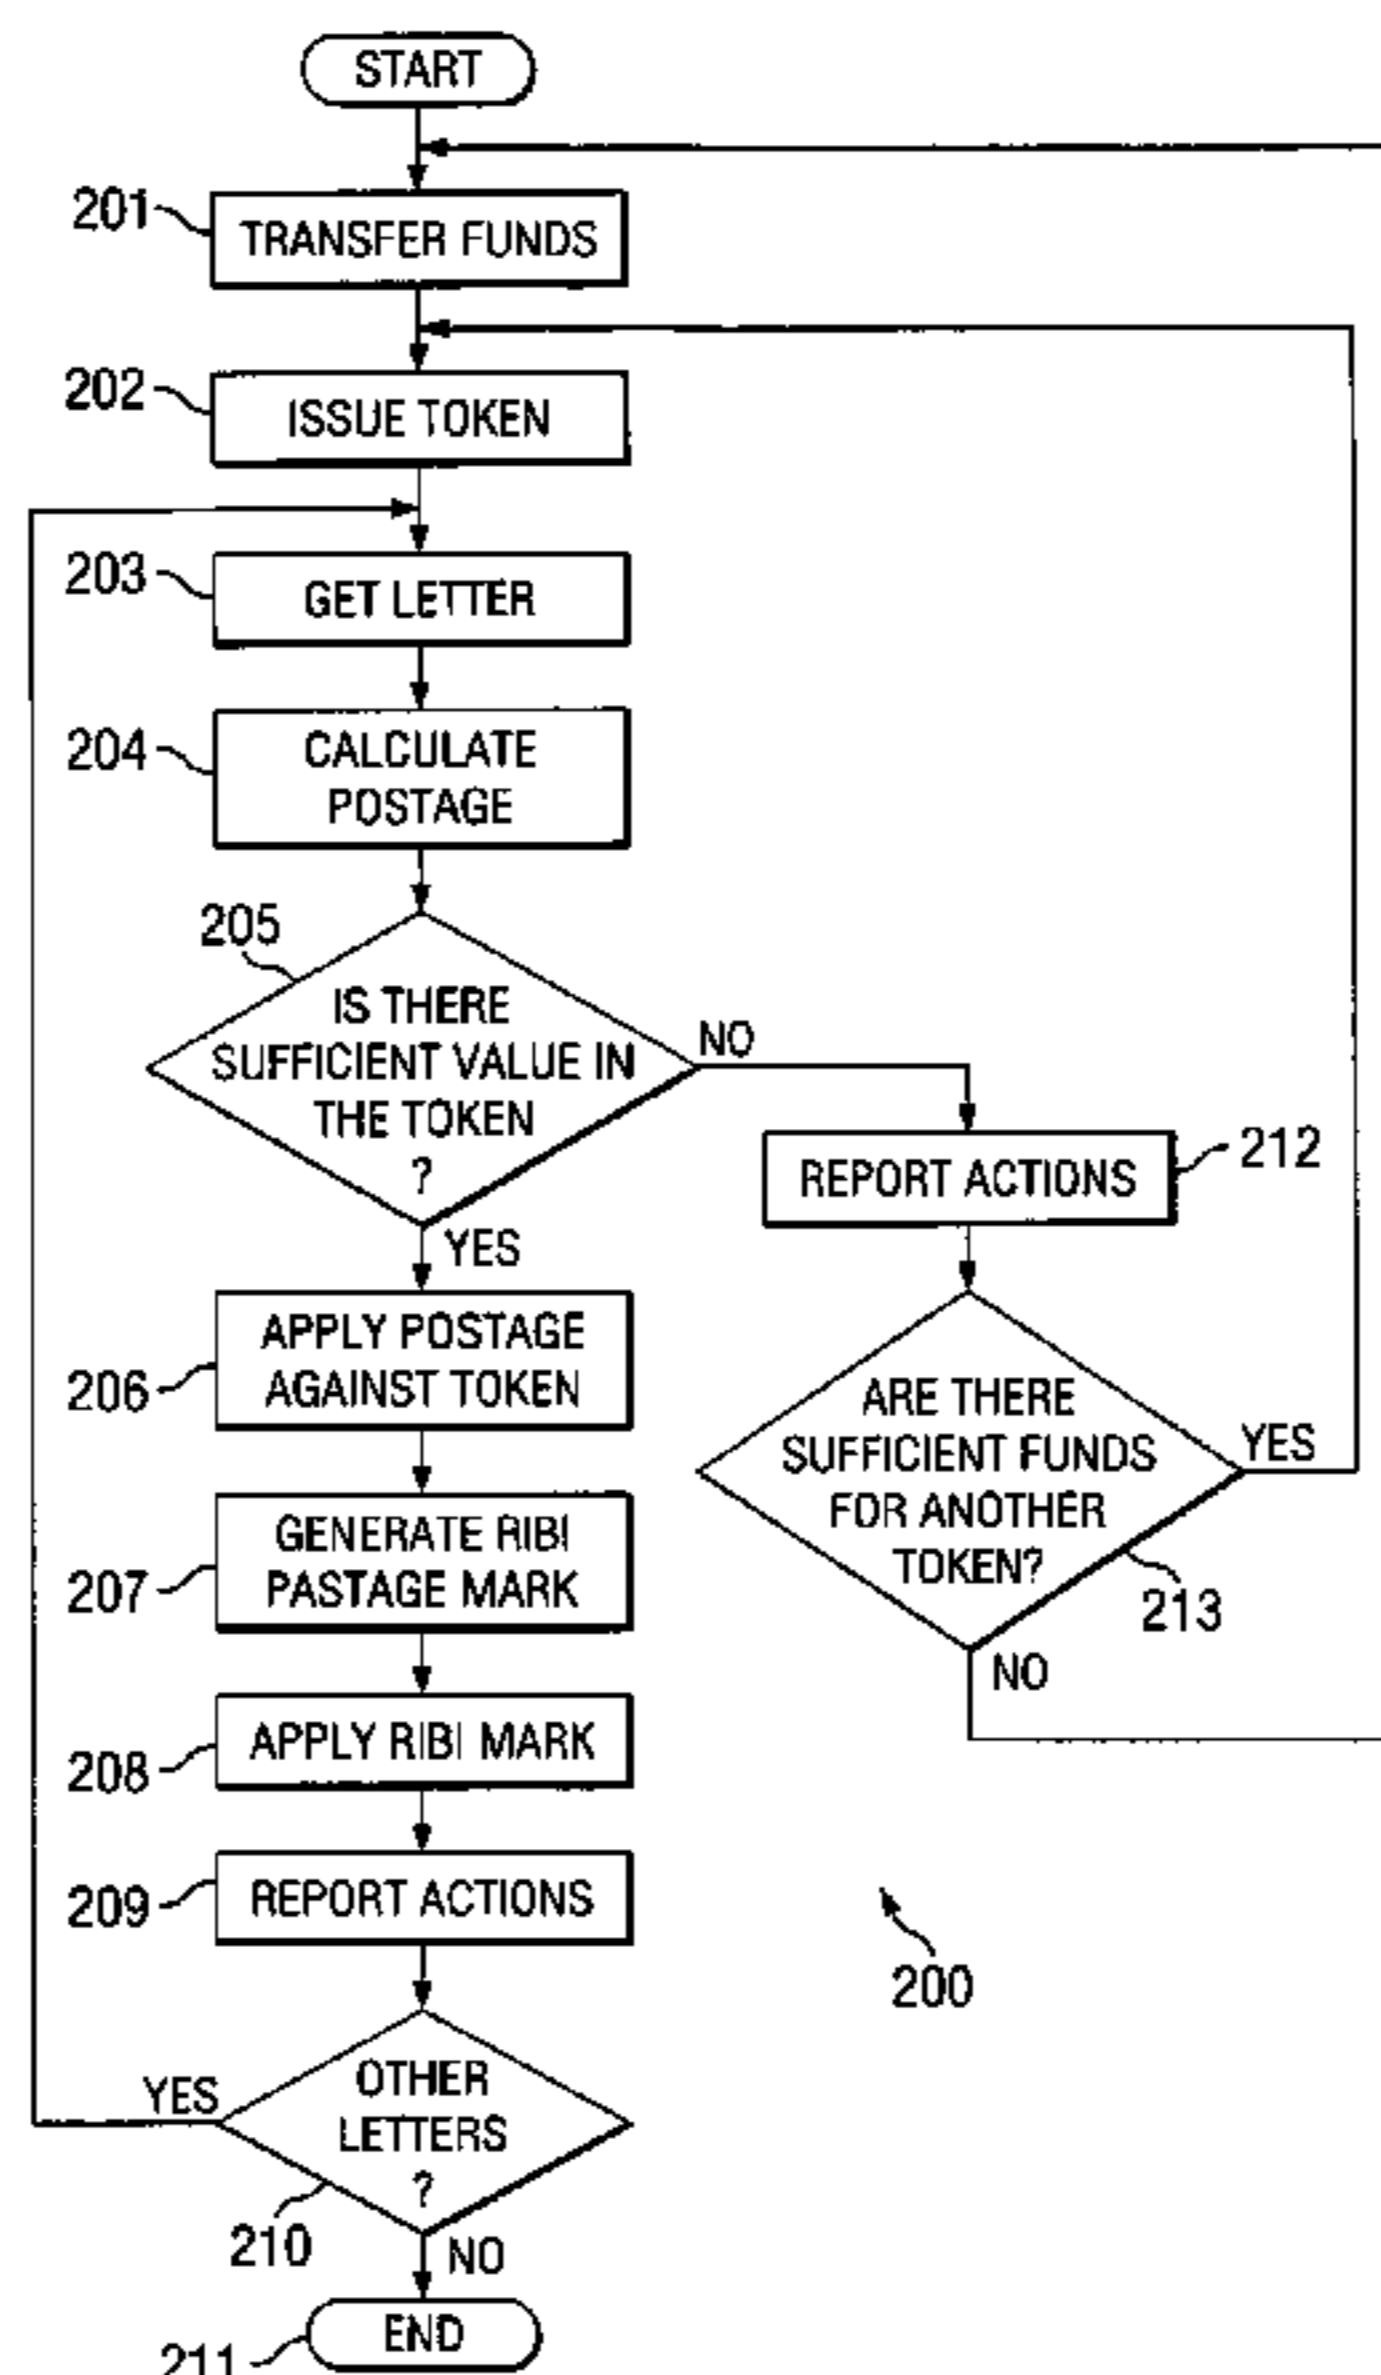 START
201
TRANSFER FUNDS
202
ISSUE TOKEN
203
GET LETTER
204
CALCULATE
POSTAGE
205
IS THERE
SUFFICIENT VALUE IN
THE TOKEN
?
NO
YES
212
REPORT ACTIONS
206
APPLY POSTAGE
AGAINST TOKEN
ARE THERE
SUFFICIENT FUNDS
FOR ANOTHER
TOKEN?
YES
213
NO
207
GENERATE RIBI
PASTAGE MARK
208
APPLY RIBI MARK
209
REPORT ACTIONS
200
OTHER
LETTERS
?
YES
210
NO
END
211